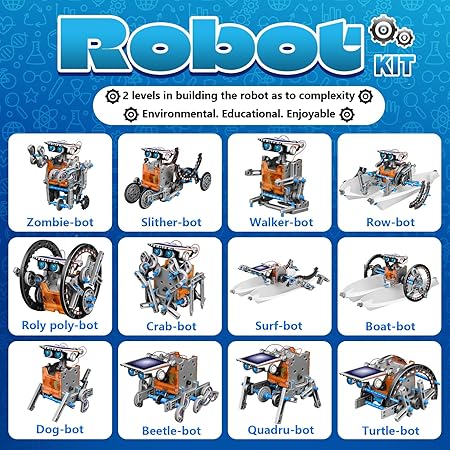 Robot
KIT
2 levels in building the robot as to complexity
Environmental. Educational. Enjoyable
Zombie-bot
Slither-bot
Walker-bot
Row-bot
Roly poly-bot
Crab-bot
Surf-bot
Boat-bot
Dog-bot
Beetle-bot
Quadru-bot
Turtle-bot